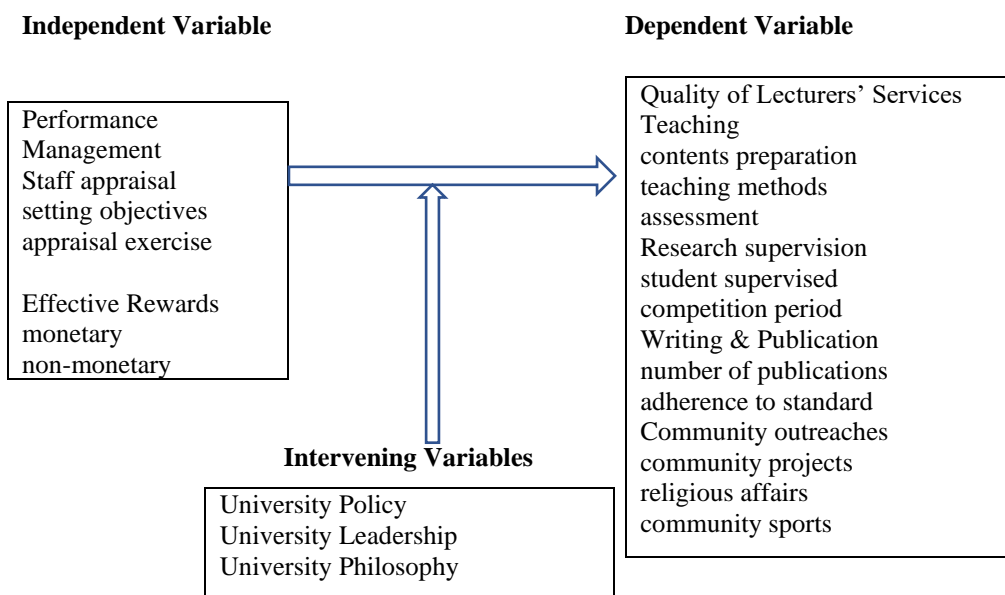 Independent Variable
Performance
Management
Staff appraisal
setting objectives
appraisal exercise
Effective Rewards
monetary
non-monetary
Dependent Variable
Quality of Lecturers’ Services
Teaching
contents preparation
teaching methods
assessment
Research supervision
student supervised
competition period
Writing & Publication
number of publications
adherence to standard
Community outreaches
community projects
religious affairs
community sports
Intervening Variables
University Policy
University Leadership
University Philosophy